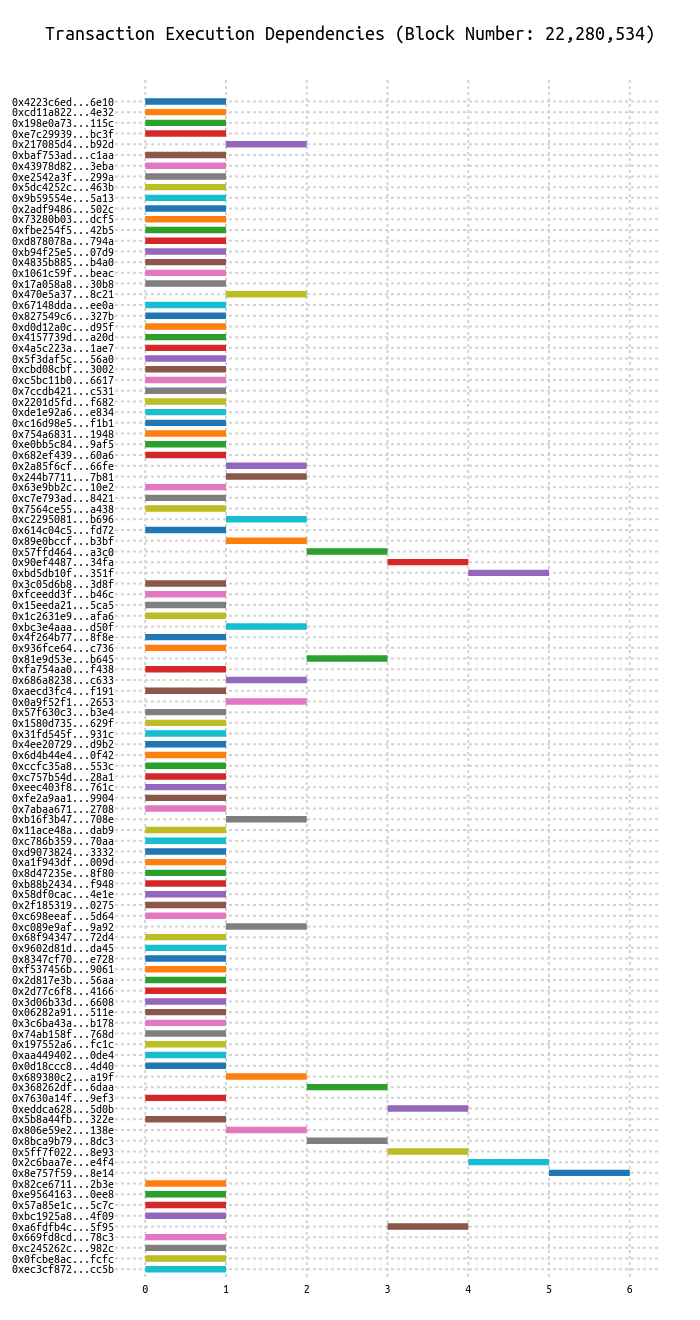 Transaction Execution Dependencies (Block Number: 22,280,534)
0x4223c6ed...6e10
0xcd11a822...4e32
0x198e0a73...115c
0xe7c29939...bc3f
0x217085d4...b92d
0xbaf753ad...c1aa
0x43978d82...3eba
0xe2542a3f...299a
0x5dc4252c...463b
0x9b59554e...5a13
0x2adf9486...502c
0x73280b03...dcf5
0xfbe254f5...42b5
0xd878078a...794a
0xb94f25e5...07d9
0x4835b885...b4a0
0x1061c59f...beac
0x17a058a8...30b8
0x470e5a37...8c21
0x67148dda...ee0a
0x827549c6...327b
0xd0d12a0c...d95f
0x4157739d...a20d
0x4a5c223a...1ae7
0x5f3daf5c...56a0
0xcbd08cbf...3002
0xc5bc11b0...6617
0x7ccdb421...c531
0x2201d5fd...f682
0xde1e92a6...e834
0xc16d98e5...f1b1
0x754a6831...1948
0xe0bb5c84...9af5
0x682ef439...60a6
0x2a85f6cf...66fe
0x244b7711...7b81
0x63e9bb2c...10e2
0xc7e793ad...8421
0x7564ce55...a438
0xc2295081...b696
0x614c04c5...fd72
0x89e0bccf...b3bf
0x57ffd464...a3c0
0x90ef4487...34fa
0xbd5db10f...351f
0x3c05d6b8...3d8f
0xfceedd3f...b46c
0x15eeda21...5ca5
0x1c2631e9...afa6
0xbc3e4aaa...d50f
0x4f264b77...8f8e
0x936fce64...c736
0x81e9d53e...b645
0xfa754aa0...f438
0x686a8238...c633
0xaecd3fc4...f191
0x0a9f52f1...2653
0x57f630c3...b3e4
0x1580d735...629f
0x31fd545f...931c
0x4ee20729...d9b2
0x6d4b44e4...0f42
0xccfc35a8...553c
0xc757b54d...28a1
0xeec403f8...761c
0xfe2a9aa1...9904
0x7abaa671...2708
0xb16f3b47...708e
0x11ace48a...dab9
0xc786b359...70aa
0xd9073824...3332
0xa1f943df...009d
0x8d47235e...8f80
0xb88b2434...f948
0x58df0cac...4e1e
0x2f185319...0275
0xc698eeaf...5d64
0xc089e9af...9a92
0x68f94347...72d4
0x9602d81d...da45
0x8347cf70...e728
0xf537456b...9061
0x2d817e3b...56aa
0x2d77c6f8...4166
0x3d06b33d...6608
0x06282a91...511e
0x3c6ba43a...b178
0x74ab158f...768d
0x197552a6...fc1c
0xaa449402...0de4
0x0d18ccc8...4d40
0x689380c2...a19f
0x368262df...6daa
0x7630a14f...9ef3
0xeddca628...5d0b
0x5b8a44fb...322e
0x806e59e2...138e
0x8bca9b79...8dc3
0x5ff7f022...8e93
0x2c6baa7e...e4f4
0x8e757f59...8e14
0x82ce6711...2b3e
0xe9564163...0ee8
0x57a85e1c...5c7c
0xbc1925a8...4f09
0xa6fdfb4c...5f95
0x669fd8cd...78c3
0xc245262c...982c
0x0fcbe8ac...fcfc
0xec3cf872...cc5b
0 1 2 3 4 5 6